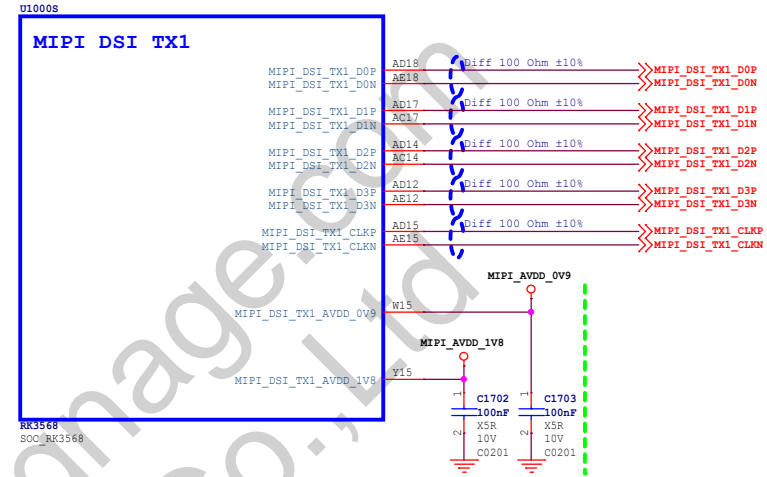 U1000S
MIPI DSI TX1
MIPI_DSI_TX1_D0P AD18 Diff 100 Ohm ±10% MIPI_DSI_TX1_D0P
MIPI_DSI_TX1_D0N AE18 MIPI_DSI_TX1_D0N
MIPI_DSI_TX1_D1P AD17 Diff 100 Ohm ±10% MIPI_DSI_TX1_D1P
MIPI_DSI_TX1_D1N AC17 MIPI_DSI_TX1_D1N
MIPI_DSI_TX1_D2P AD14 Diff 100 Ohm ±10% MIPI_DSI_TX1_D2P
MIPI_DSI_TX1_D2N AC14 MIPI_DSI_TX1_D2N
MIPI_DSI_TX1_D3P AD12 Diff 100 Ohm ±10% MIPI_DSI_TX1_D3P
MIPI_DSI_TX1_D3N AE12 MIPI_DSI_TX1_D3N
MIPI_DSI_TX1_CLKP AD15 Diff 100 Ohm ±10% MIPI_DSI_TX1_CLKP
MIPI_DSI_TX1_CLKN AE15 MIPI_DSI_TX1_CLKN
MIPI_AVDD_0V9
MIPI_DSI_TX1_AVDD_0V9 W15
MIPI_AVDD_1V8
MIPI_DSI_TX1_AVDD_1V8 Y15
1 C1702 1 C1703
100nF 100nF
X5R X5R
2 10V 2 10V
C0201 C0201
RK3568
SOC_RK3568
nage.com
Co.,Ltd